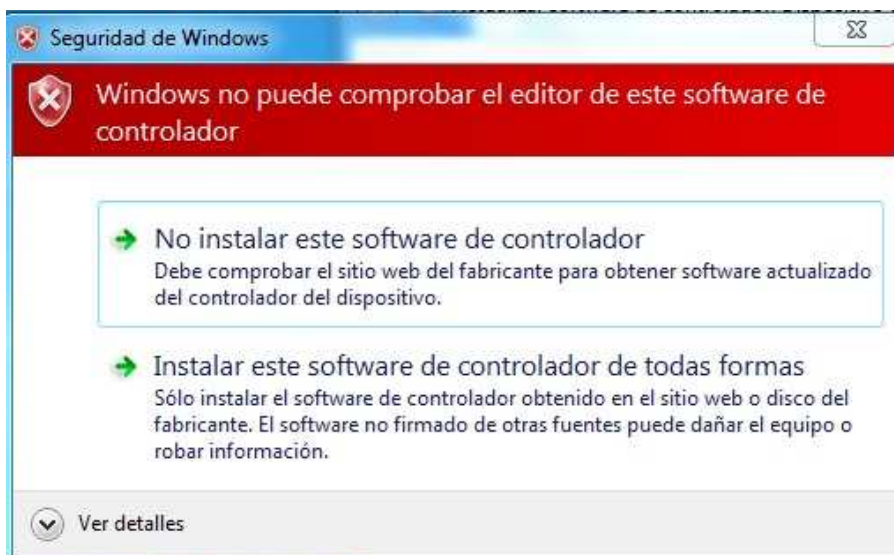 Seguridad de Windows
Windows no puede comprobar el editor de este software de
controlador
No instalar este software de controlador
Debe comprobar el sitio web del fabricante para obtener software actualizado
del controlador del dispositivo.
Instalar este software de controlador de todas formas
Sólo instalar el software de controlador obtenido en el sitio web o disco del
fabricante. El software no firmado de otras fuentes puede dañar el equipo o
robar información.
Ver detalles